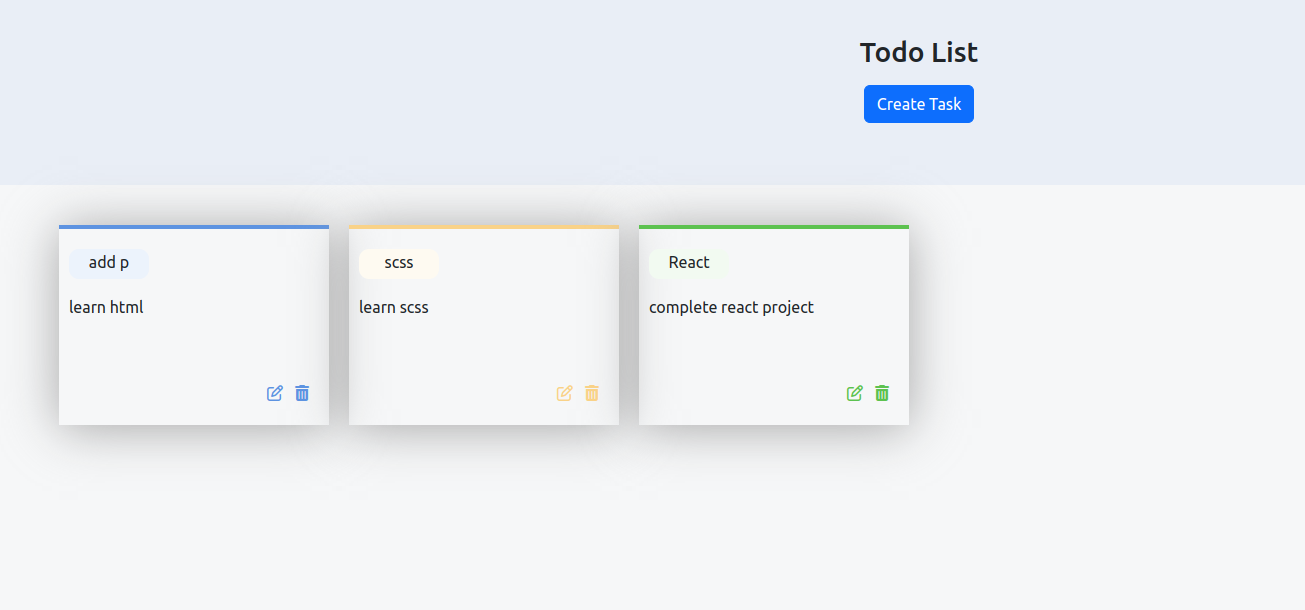 Todo List
Create Task
add p
learn html
scss
learn scss
React
complete react project